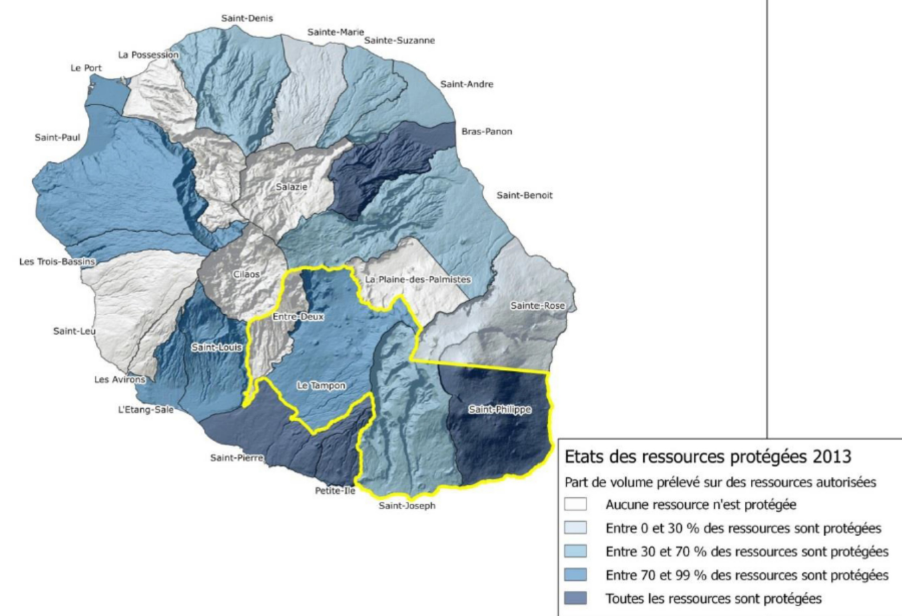 Saint-Denis
Sainte-Marie
Sainte-Suzanne
La Possession
Le Port
Saint-Andre
Saint-Paul
Bras-Panon
Salazie
Saint-Benoit
Les Trois-Bassins
Cilaos
La Plaine-des-Palmistes
Sainte-Rose
Entre-Deux
Saint-Leu
Saint-Louis
Les Avirons
Le Tampon
L'Etang-Sale
Saint-Philippe
Saint-Pierre
Petite-Ile
Saint-Joseph
Etats des ressources protégées 2013
Part de volume prélevé sur des ressources autorisées
Aucune ressource n'est protégée
Entre 0 et 30 % des ressources sont protégées
Entre 30 et 70 % des ressources sont protégées
Entre 70 et 99 % des ressources sont protégées
Toutes les ressources sont protégées